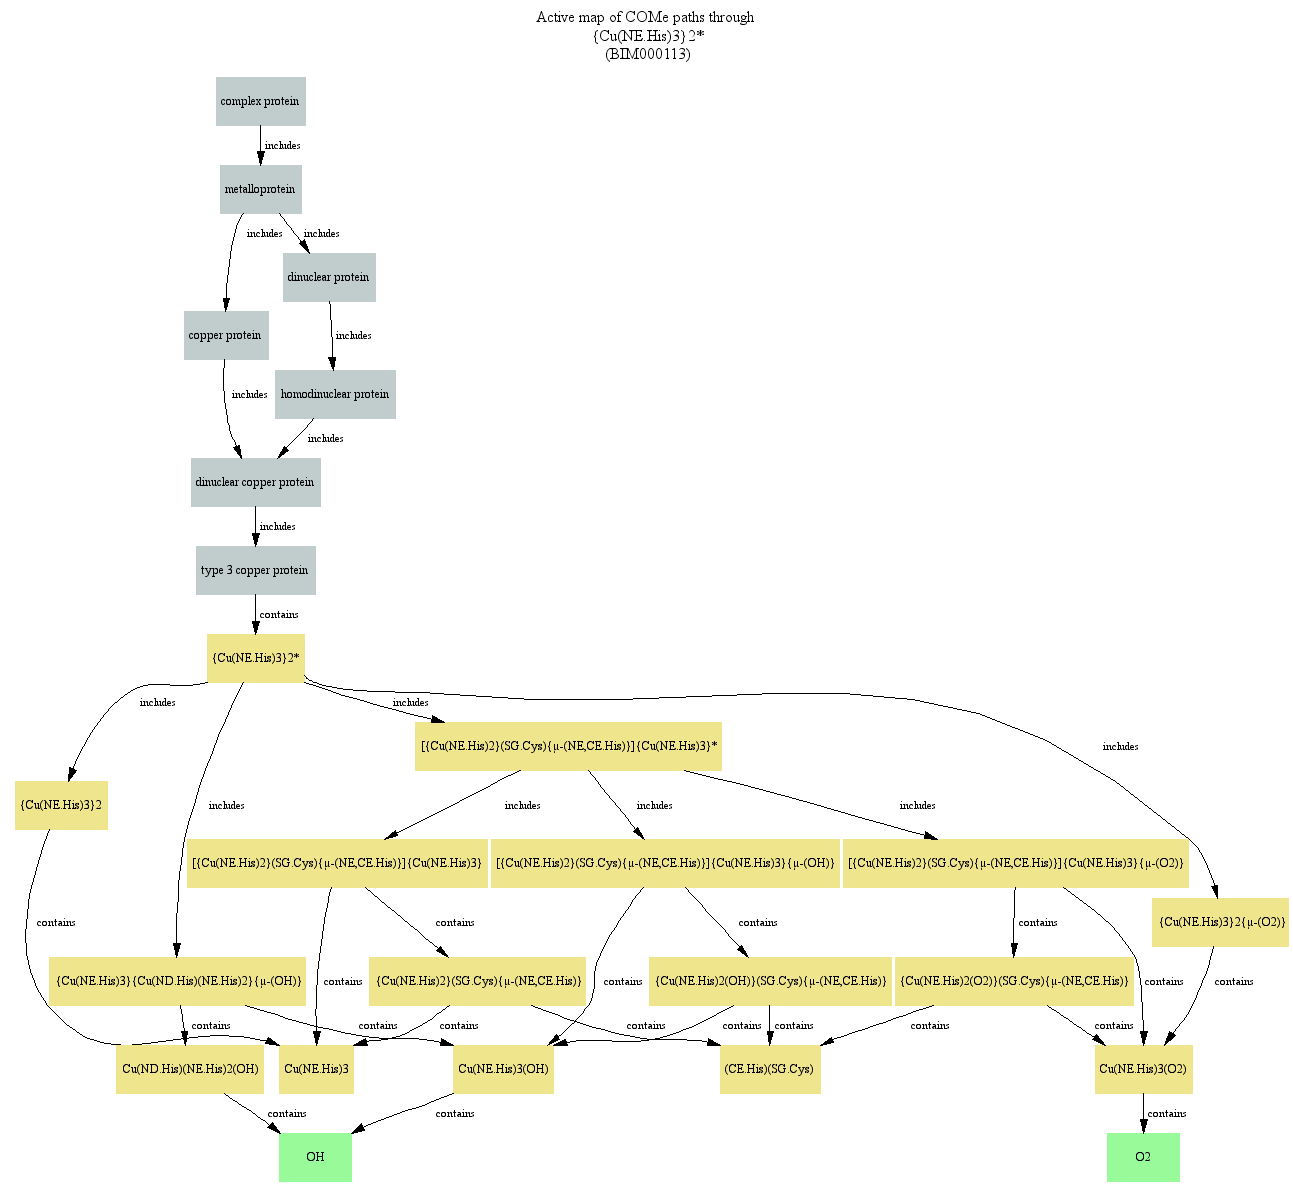 Active map of COMe paths through
{Cu(NE.His)3}2*
(BIM000113)
complex protein
includes
metalloprotein
includes
includes
dinuclear protein
copper protein
includes
includes
homodinuclear protein
includes
dinuclear copper protein
includes
type 3 copper protein
contains
{Cu(NE.His)3}2*
includes
includes
[{Cu(NE.His)2}(SG.Cys){μ-(NE,CE.His)}]{Cu(NE.His)3}*
includes
{Cu(NE.His)3}2
includes
includes
includes
includes
[{Cu(NE.His)2}(SG.Cys){μ-(NE,CE.His)}]{Cu(NE.His)3}
[{Cu(NE.His)2}(SG.Cys){μ-(NE,CE.His)}]{Cu(NE.His)3}{μ-(OH)}
[{Cu(NE.His)2}(SG.Cys){μ-(NE,CE.His)}]{Cu(NE.His)3}{μ-(O2)}
contains
contains
contains
contains
{Cu(NE.His)3}2{μ-(O2)}
{Cu(NE.His)3}{Cu(ND.His)(NE.His)2}{μ-(OH)}
contains
{Cu(NE.His)2}(SG.Cys){μ-(NE,CE.His)}
contains
{Cu(NE.His)2(OH)}(SG.Cys){μ-(NE,CE.His)}
{Cu(NE.His)2(O2)}(SG.Cys){μ-(NE,CE.His)}
contains
contains
contains
contains
contains
contains
contains
contains
contains
contains
Cu(ND.His)(NE.His)2(OH)
Cu(NE.His)3
Cu(NE.His)3(OH)
(CE.His)(SG.Cys)
Cu(NE.His)3(O2)
contains
contains
contains
OH
O2